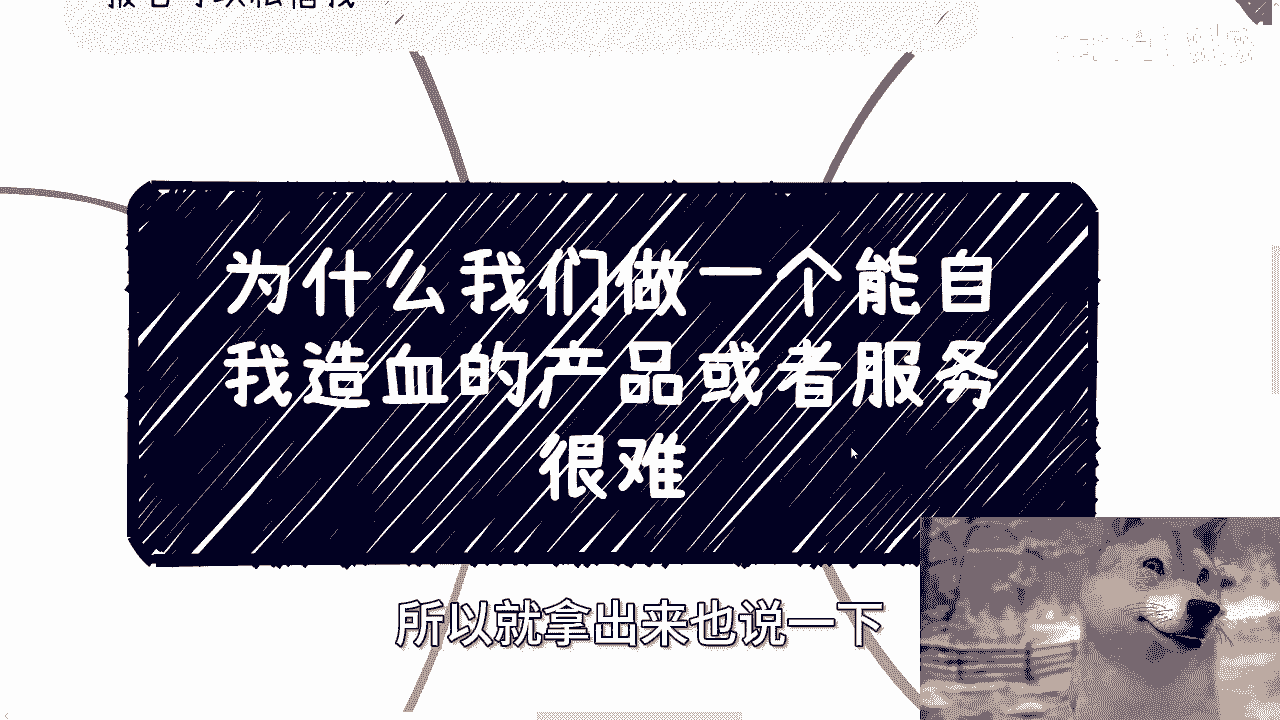 为什么我们做一个能自
我造血的产品或者服务
很难
所以就拿出来也说一下